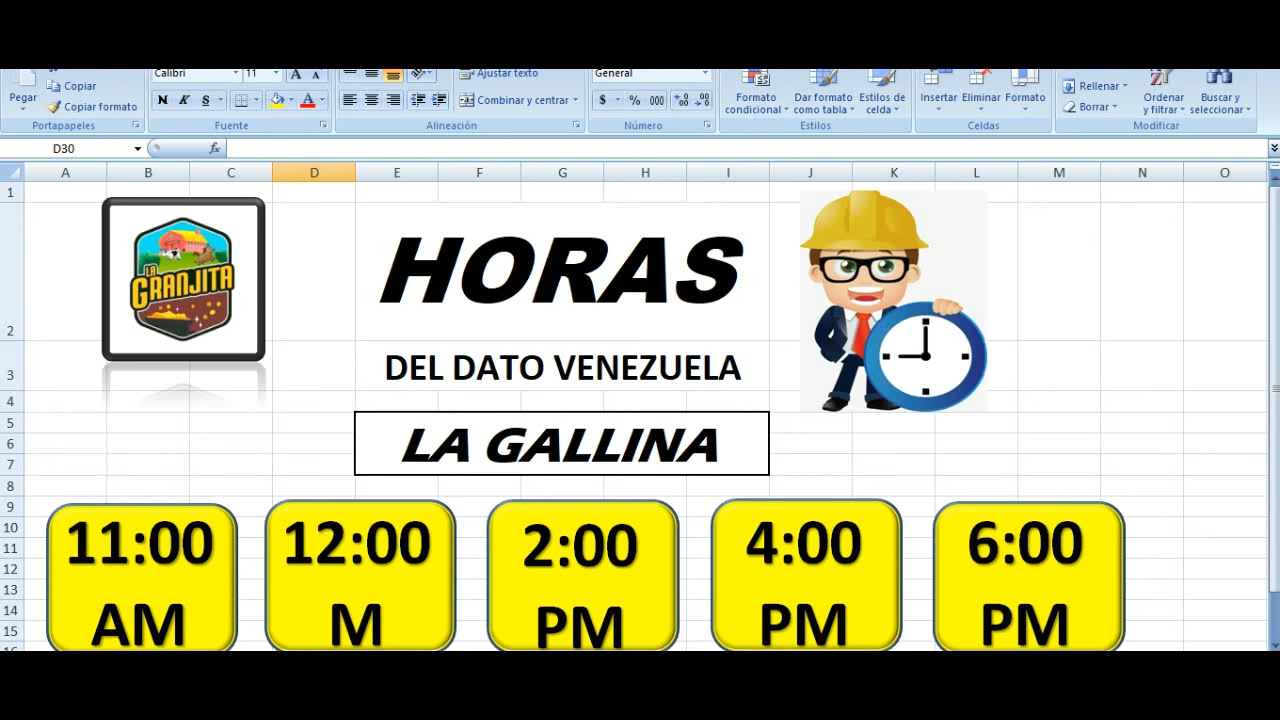 Pegar
Copiar
Copiar formato
Portapapeles
Calibri 11 A A
N K S A
Fuente
Ajustar texto
Combinar y centrar
Alineación
General
$ % 000
Número
Formato condicional
Dar formato como tabla
Estilos de celda
Estilos
Insertar
Eliminar
Formato
Celdas
Rellenar
Borrar
Ordenar y filtrar
Buscar y seleccionar
Modificar
D30 fx
A B C D E F G H I J K L M N O
1
2
3
4
5
6
7
8
9
10
11
12
13
14
15
LA
GRANJITA
HORAS
DEL DATO VENEZUELA
LA GALLINA
11:00 AM
12:00 M
2:00 PM
4:00 PM
6:00 PM